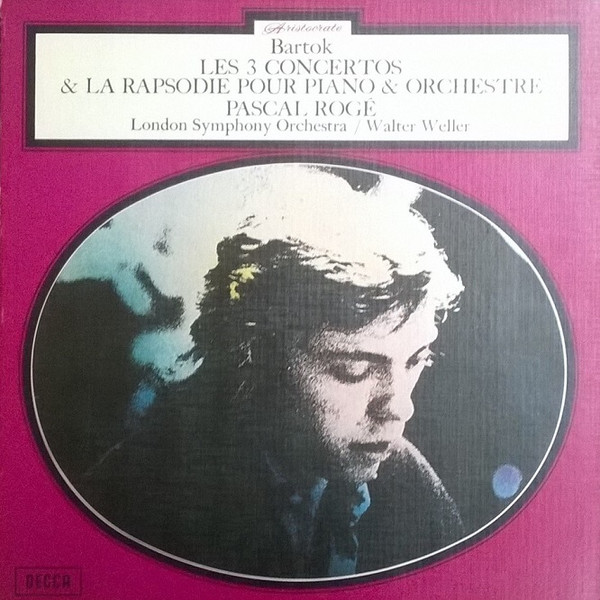 Aristocrate
Bartok
LES 3 CONCERTOS
& LA RAPSODIE POUR PIANO & ORCHESTRE
PASCAL ROGÉ
London Symphony Orchestra / Walter Weller
DECCA